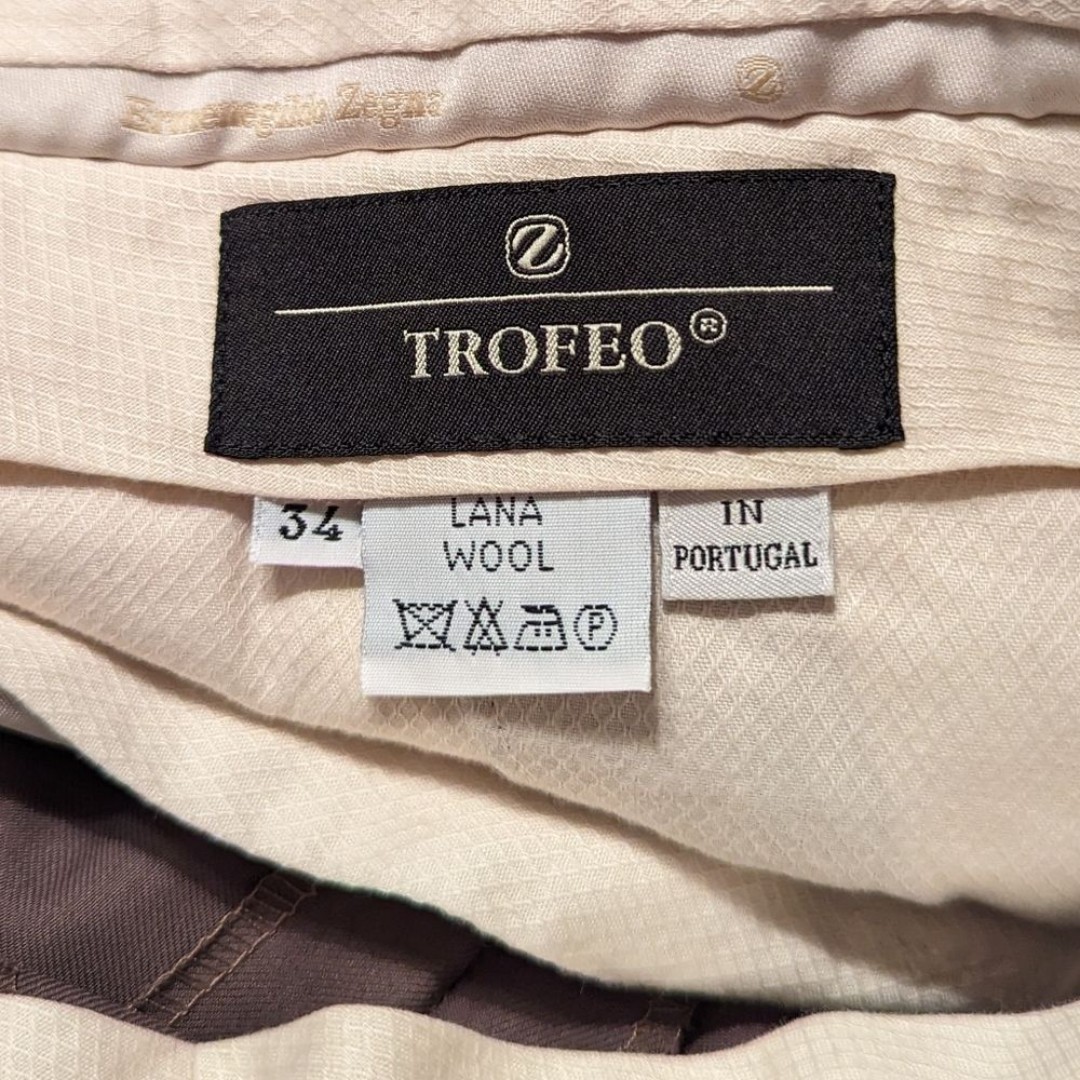 Ermenegildo Zegna Z
Z
TROFEO®
34
LANA
WOOL
P
IN
PORTUGAL